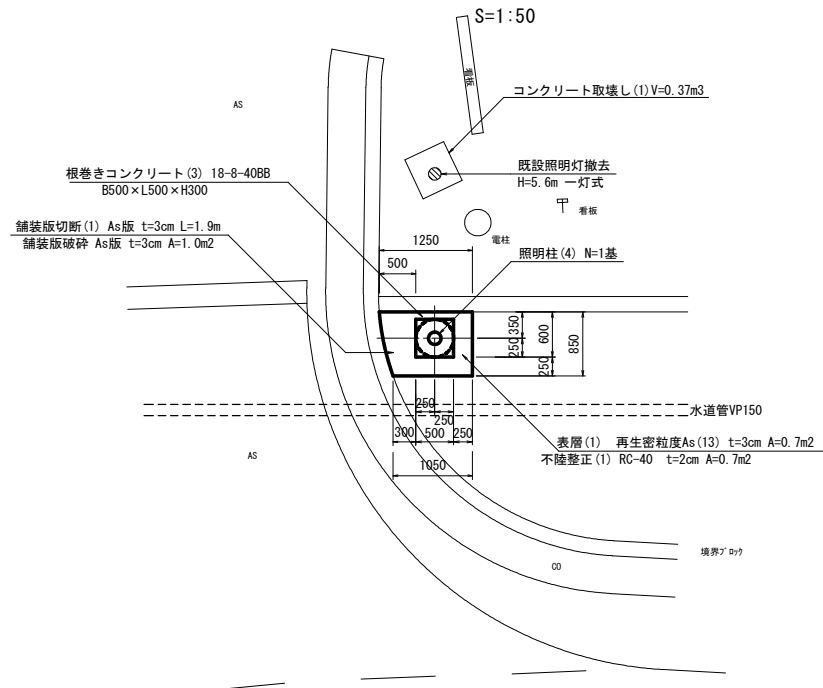 S=1:50
看板
AS
コンクリート取壊し(1)V=0.37m3
根巻きコンクリート(3) 18-8-40BB
B500×L500×H300
既設照明灯撤去
H=5.6m 一灯式
看板
電柱
舗装版切断(1) As版 t=3cm L=1.9m
舗装版破砕 As版 t=3cm A=1.0m2
1250
500
照明柱(4) N=1基
350
250
600
250
850
250
250
300
500
250
1050
水道管VP150
表層(1) 再生密粒度As(13) t=3cm A=0.7m2
不陸整正(1) RC-40 t=2cm A=0.7m2
AS
境界ブロック
CO